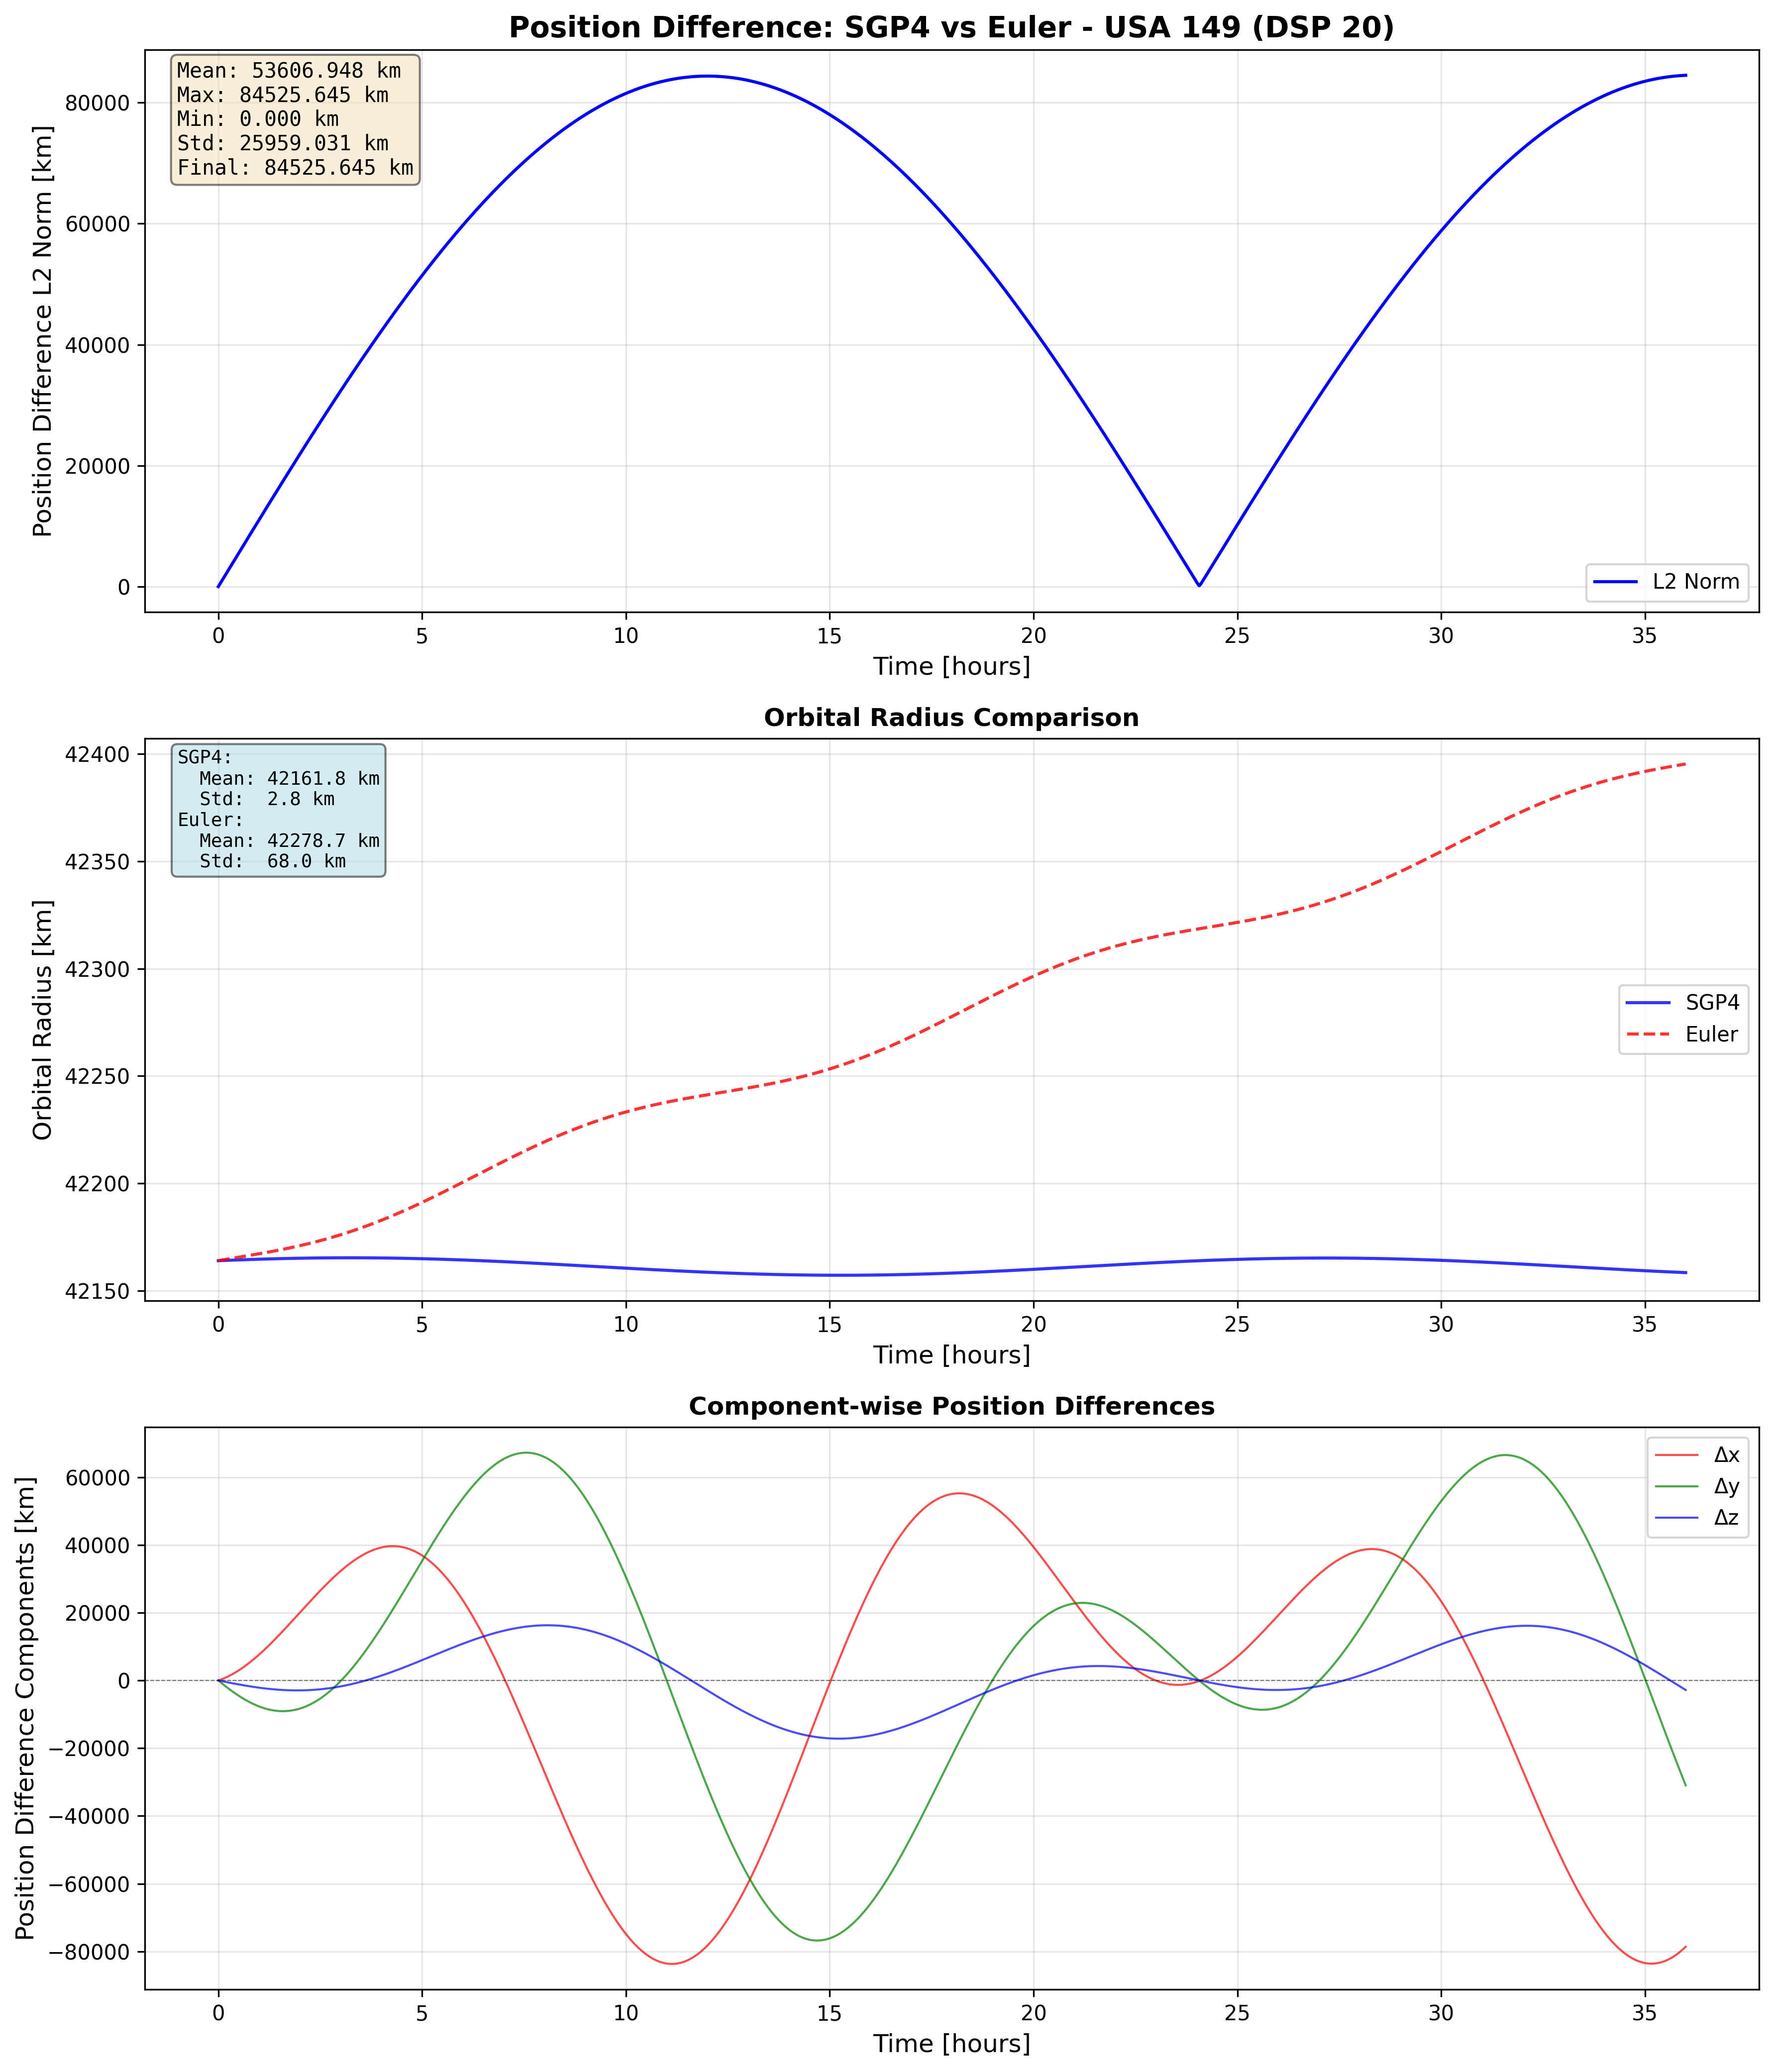 Position Difference: SGP4 vs Euler - USA 149 (DSP 20)
Mean: 53606.948 km
Max: 84525.645 km
Min: 0.000 km
Std: 25959.031 km
Final: 84525.645 km
Position Difference L2 Norm [km]
80000
60000
40000
20000
0
L2 Norm
0 5 10 15 20 25 30 35
Time [hours]
Orbital Radius Comparison
SGP4:
Mean: 42161.8 km
Std: 2.8 km
Euler:
Mean: 42278.7 km
Std: 68.0 km
Orbital Radius [km]
42400
42350
42300
42250
42200
42150
SGP4
Euler
0 5 10 15 20 25 30 35
Time [hours]
Component-wise Position Differences
Position Difference Components [km]
60000
40000
20000
0
−20000
−40000
−60000
−80000
Δx
Δy
Δz
0 5 10 15 20 25 30 35
Time [hours]